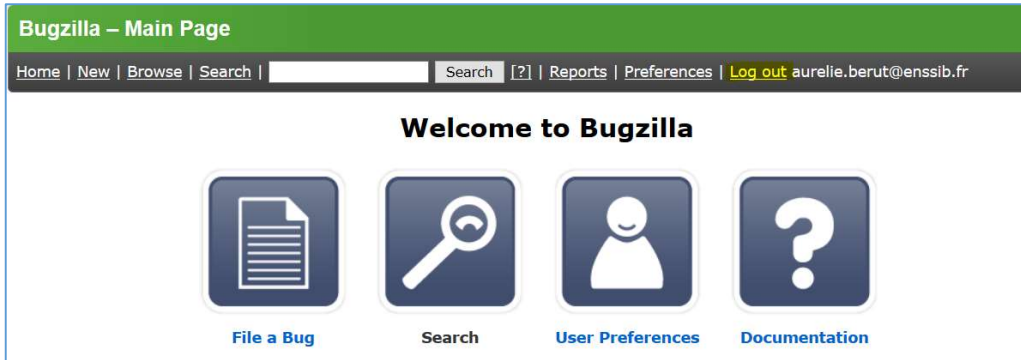 Bugzilla – Main Page
Home | New | Browse | Search | Search [?] | Reports | Preferences | Log out aurelie.berut@enssib.fr
Welcome to Bugzilla
File a Bug Search User Preferences Documentation